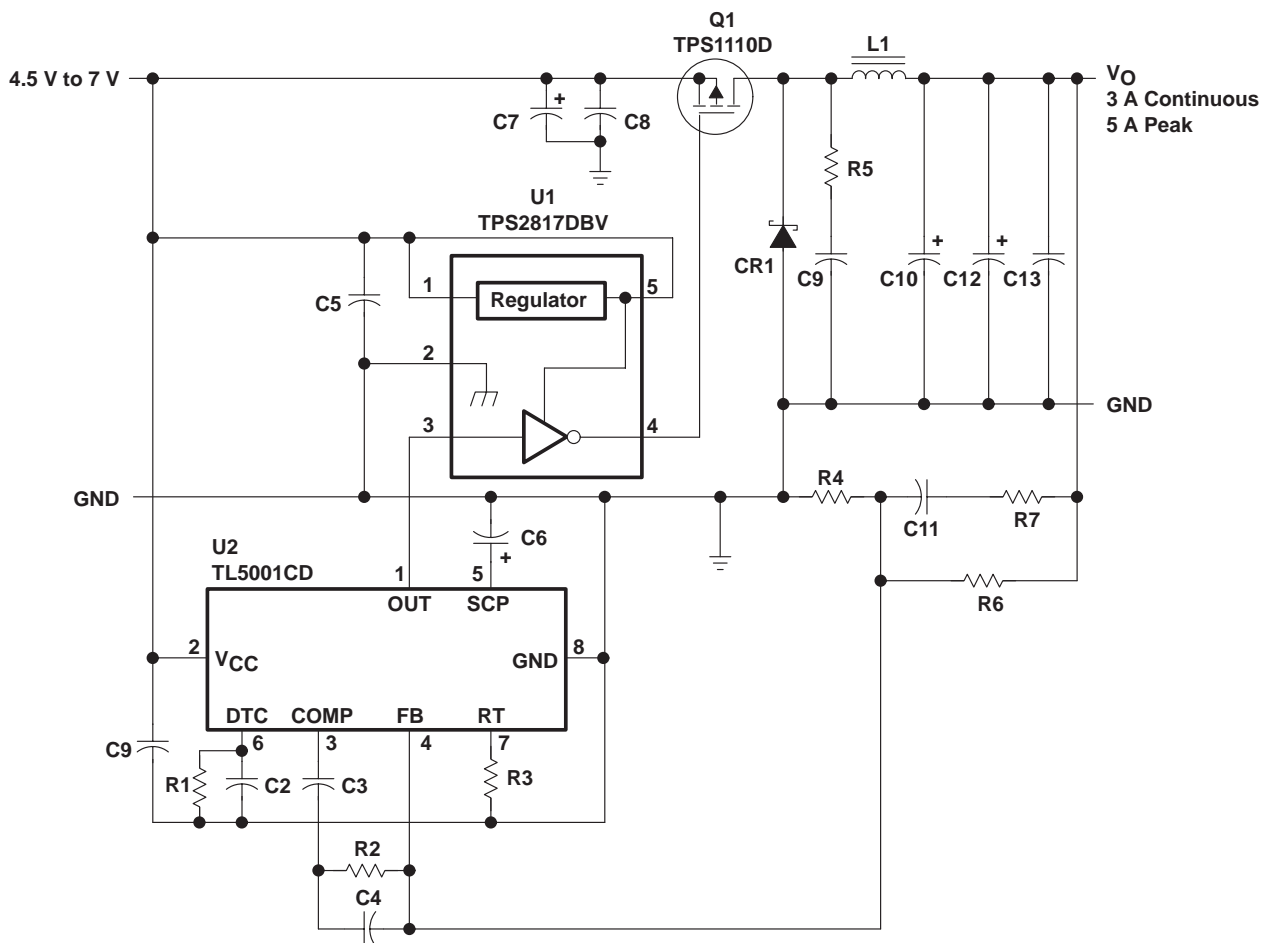 Q1
TPS1110D
L1
4.5 V to 7 V
VO
3 A Continuous
5 A Peak
C7
+
C8
R5
U1
TPS2817DBV
CR1
C9
C10
+
C12
+
C13
C5
1
Regulator
5
2
3
4
GND
GND
R4
C11
R7
R6
C6
+
U2
TL5001CD
1
5
OUT
SCP
2
VCC
GND
8
DTC
COMP
FB
RT
6
3
4
7
C9
R1
C2
C3
R3
R2
C4